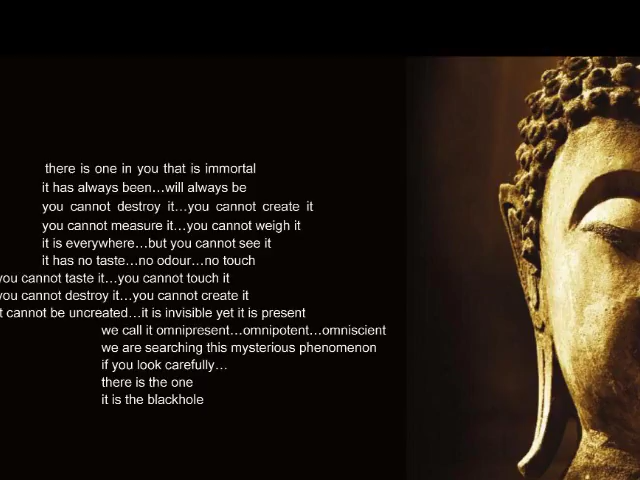 there is one in you that is immortal
it has always been...will always be
you cannot destroy it...you cannot create it
you cannot measure it...you cannot weigh it
it is everywhere...but you cannot see it
it has no taste...no odour...no touch
you cannot taste it...you cannot touch it
you cannot destroy it...you cannot create it
t cannot be uncreated...it is invisible yet it is present
we call it omnipresent...omnipotent...omniscient
we are searching this mysterious phenomenon
if you look carefully...
there is the one
it is the blackhole